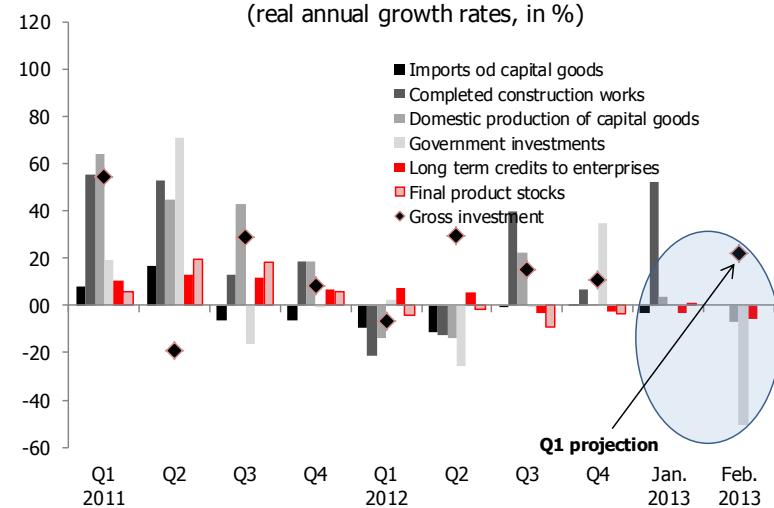 (real annual growth rates, in %)
120
100
80
60
40
20
00
-20
-40
-60
Imports od capital goods
Completed construction works
Domestic production of capital goods
Government investments
Long term credits to enterprises
Final product stocks
Gross investment
Q1 projection
Q1 Q2 Q3 Q4 Q1 Q2 Q3 Q4 Jan. Feb.
2011 2012 2013 2013